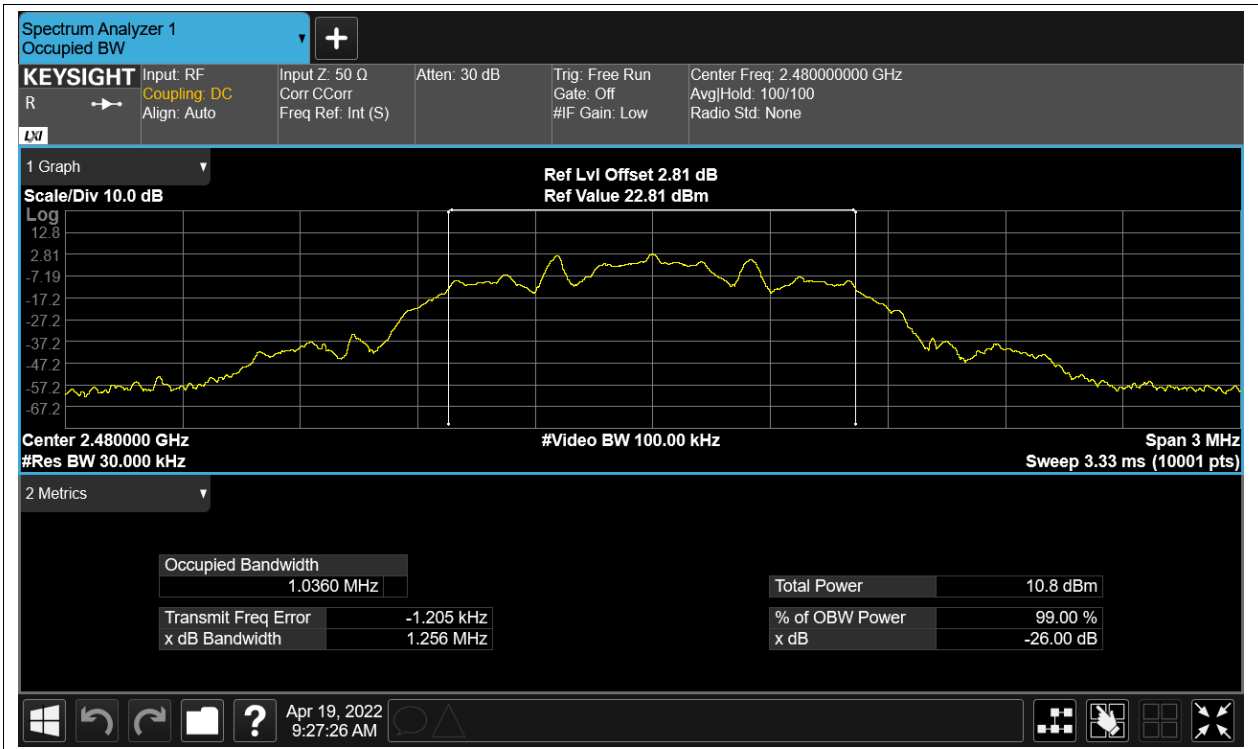 Spectrum Analyzer 1
Occupied BW
KEYSIGHT
R
LXI
Input: RF
Coupling: DC
Align: Auto
Input Z: 50 Ω
Corr CCorr
Freq Ref: Int (S)
Atten: 30 dB
Trig: Free Run
Gate: Off
#IF Gain: Low
Center Freq: 2.480000000 GHz
Avg|Hold: 100/100
Radio Std: None
1 Graph
Scale/Div 10.0 dB
Ref Lvl Offset 2.81 dB
Ref Value 22.81 dBm
Log
12.8
2.81
-7.19
-17.2
-27.2
-37.2
-47.2
-57.2
-67.2
Center 2.480000 GHz
#Video BW 100.00 kHz
Span 3 MHz
#Res BW 30.000 kHz
Sweep 3.33 ms (10001 pts)
2 Metrics
Occupied Bandwidth
1.0360 MHz
Total Power 10.8 dBm
Transmit Freq Error -1.205 kHz
% of OBW Power 99.00 %
x dB Bandwidth 1.256 MHz
x dB -26.00 dB
?
Apr 19, 2022
9:27:26 AM